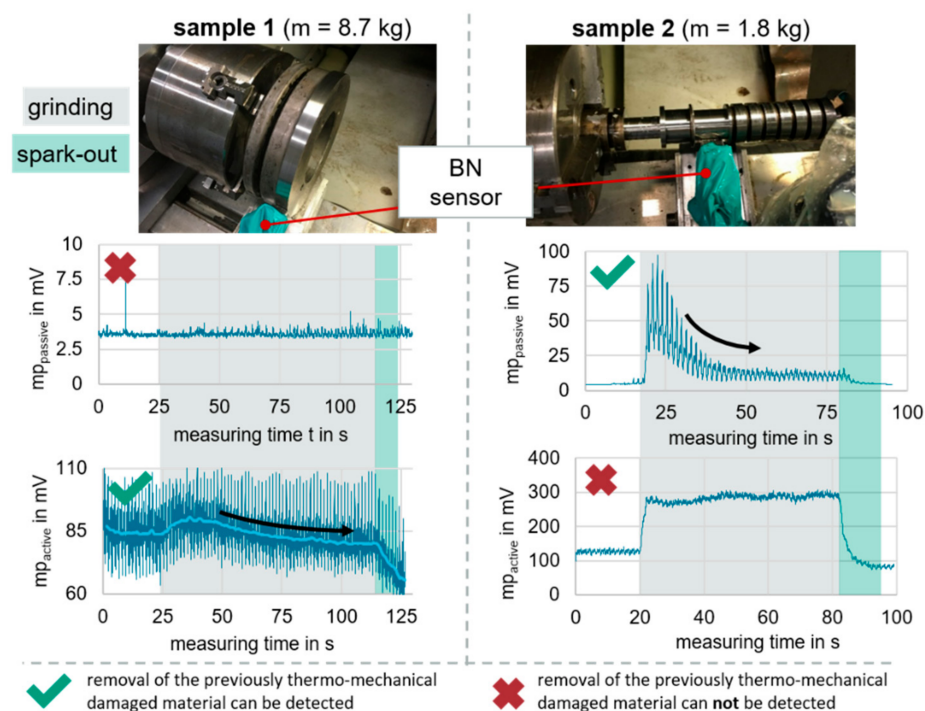 sample 1 (m = 8.7 kg)
sample 2 (m = 1.8 kg)
grinding
spark-out
BN
sensor
mp_passive in mV
10
7.5
5
2.5
0
0 25 50 75 100 125
measuring time t in s
mp_passive in mV
100
75
50
25
0
0 25 50 75 100
measuring time in s
mp_active in mV
110
85
60
0 25 50 75 100 125
measuring time in s
mp_active in mV
400
300
200
100
0
0 20 40 60 80 100
measuring time in s
removal of the previously thermo-mechanical
damaged material can be detected
removal of the previously thermo-mechanical
damaged material can not be detected